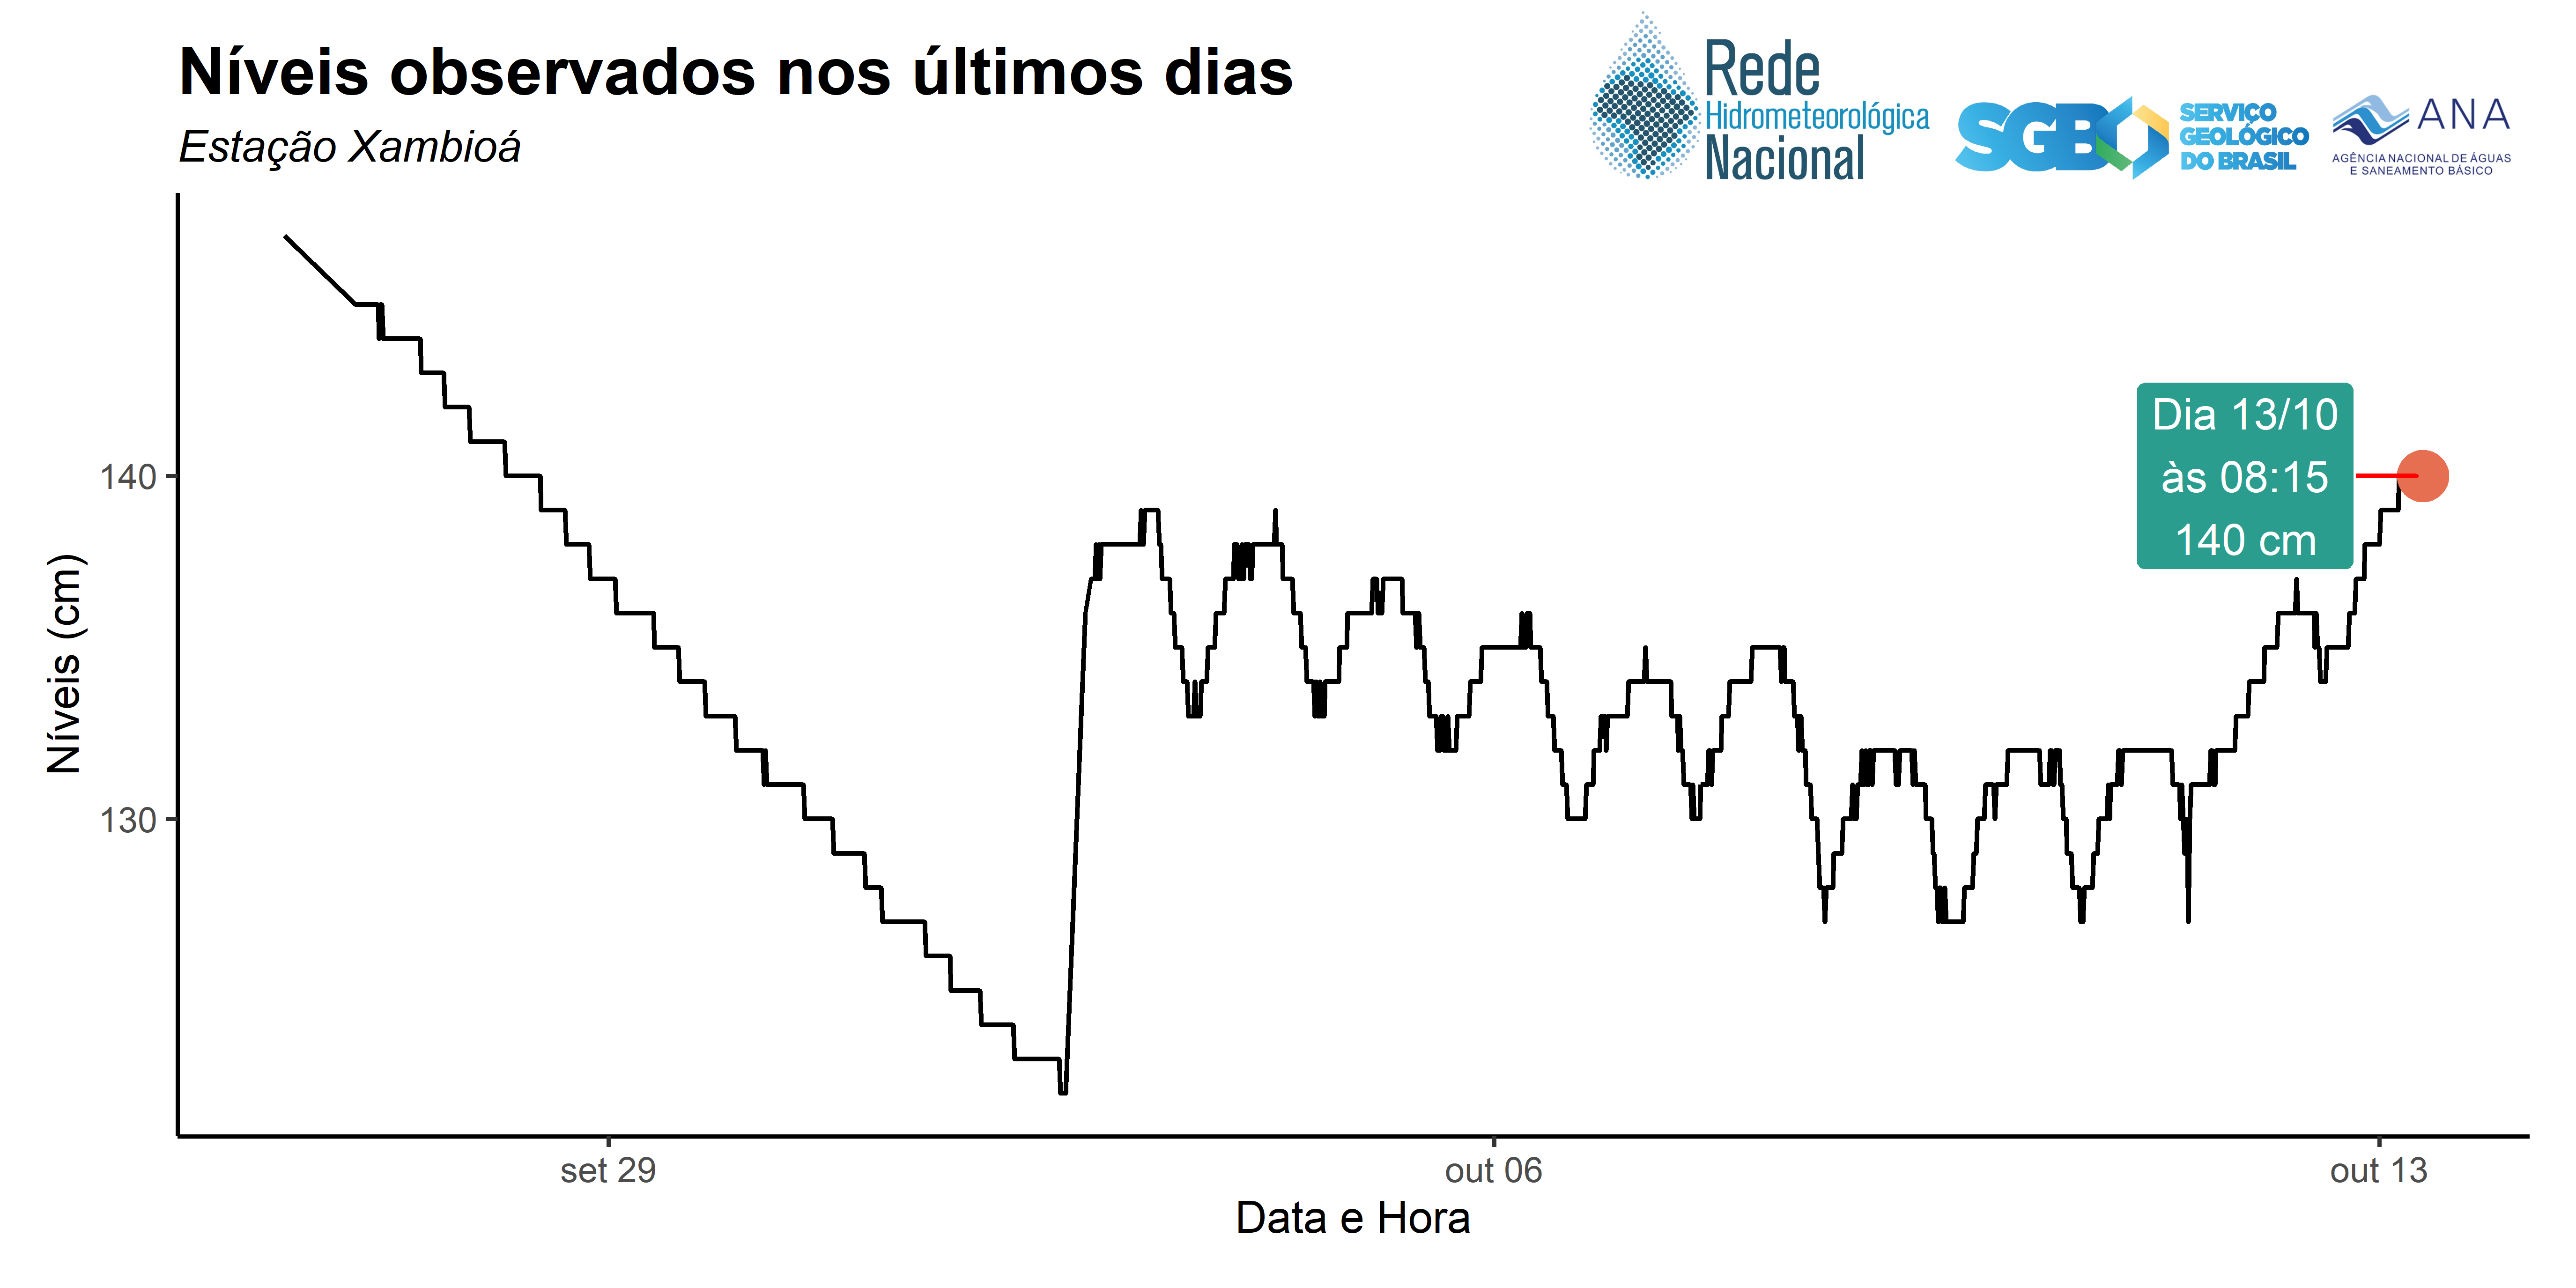 Níveis observados nos últimos dias
Estação Xambioá
Rede
Hidrometeorológica
Nacional
SGB
SERVIÇO
GEOLÓGICO
DO BRASIL
ANA
AGÊNCIA NACIONAL DE ÁGUAS
E SANEAMENTO BÁSICO
Níveis (cm)
140
130
Dia 13/10
às 08:15
140 cm
set 29
out 06
out 13
Data e Hora